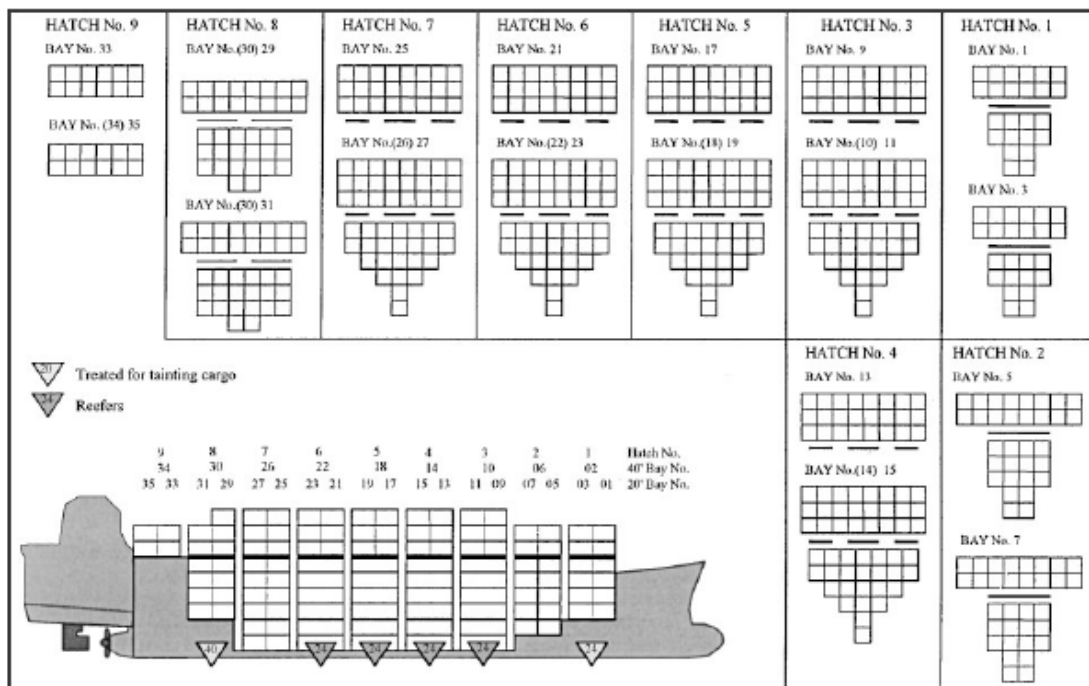 HATCH No. 9
BAY No. 33
BAY No. (34) 35
HATCH No. 8
BAY No.(30) 29
BAY No.(30) 31
HATCH No. 7
BAY No. 25
BAY No.(26) 27
HATCH No. 6
BAY No. 21
BAY No.(22) 23
HATCH No. 5
BAY No. 17
BAY No.(18) 19
HATCH No. 3
BAY No. 9
BAY No.(10) 11
HATCH No. 1
BAY No. 1
BAY No. 3
HATCH No. 4
BAY No. 13
BAY No.(14) 15
HATCH No. 2
BAY No. 5
BAY No. 7
20 Treated for tainting cargo
24 Reefers
9 8 7 6 5 4 3 2 1 Hatch No.
34 30 26 22 18 14 10 06 02 40' Bay No.
35 33 31 29 27 25 23 21 19 17 15 13 11 09 07 05 03 01 20' Bay No.
40 24 24 24 24 24